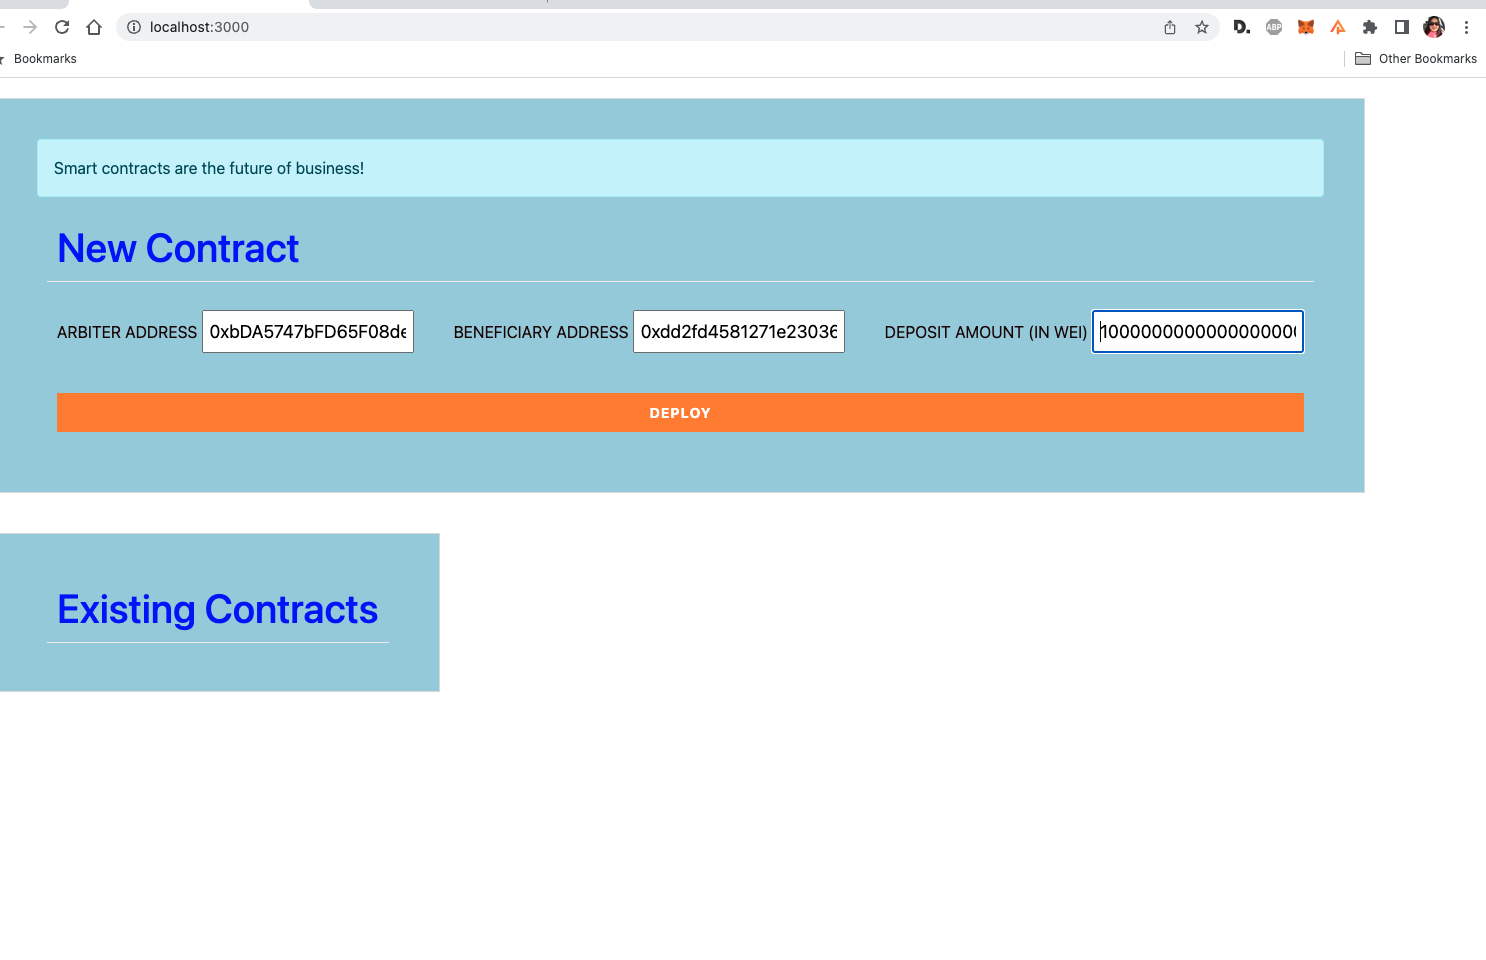 localhost:3000
ABP
Bookmarks
Other Bookmarks
Smart contracts are the future of business!
New Contract
ARBITER ADDRESS 0xbDA5747bFD65F08de BENEFICIARY ADDRESS 0xdd2fd4581271e23036 DEPOSIT AMOUNT (IN WEI)
DEPLOY
Existing Contracts